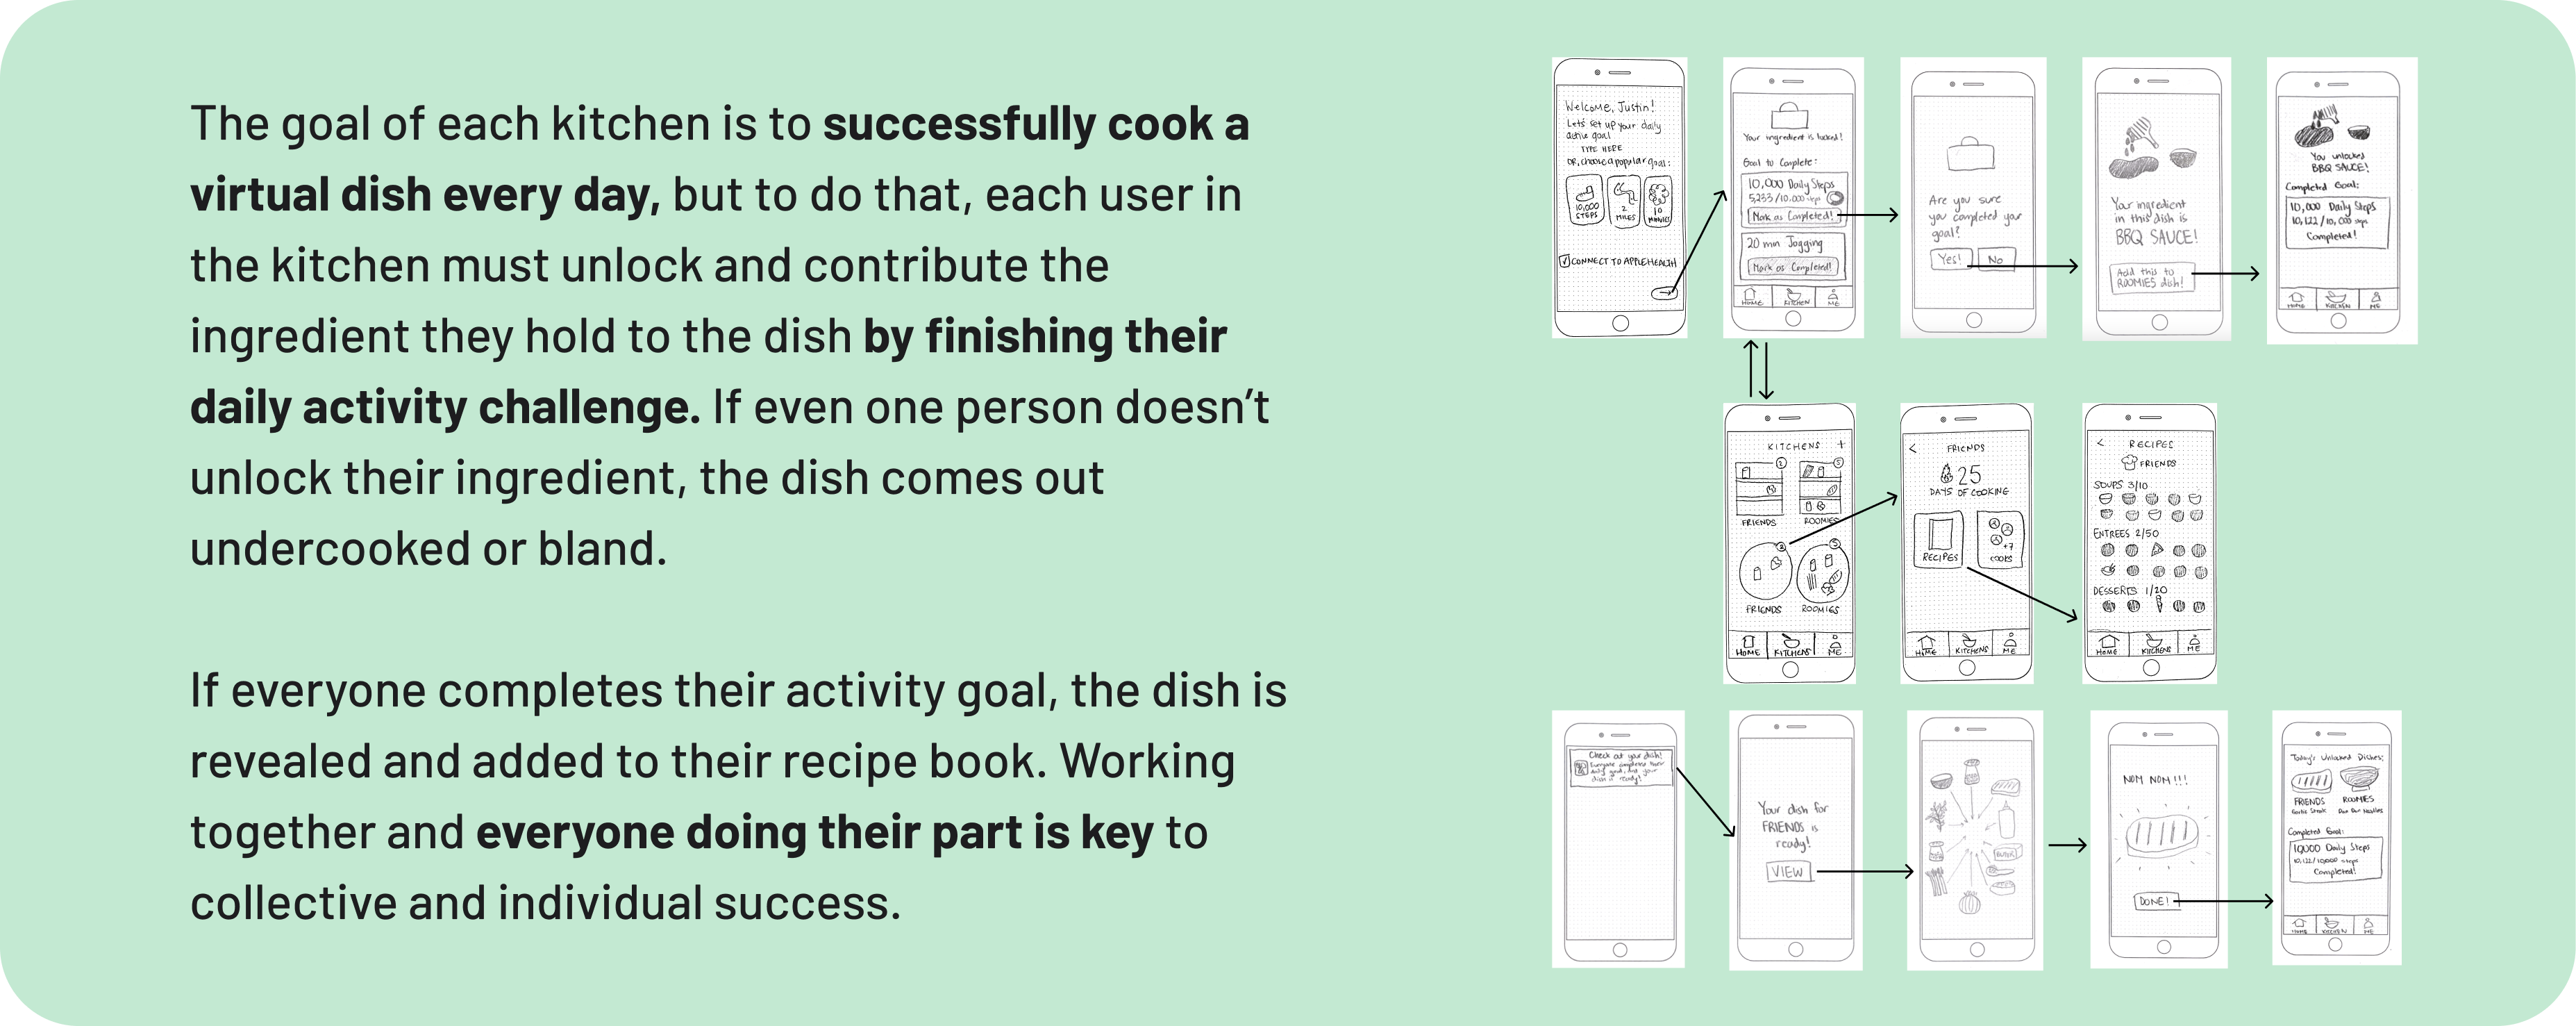 The goal of each kitchen is to successfully cook a
virtual dish every day, but to do that, each user in
the kitchen must unlock and contribute the
ingredient they hold to the dish by finishing their
daily activity challenge. If even one person doesn’t
unlock their ingredient, the dish comes out
undercooked or bland.
If everyone completes their activity goal, the dish is
revealed and added to their recipe book. Working
together and everyone doing their part is key to
collective and individual success.
Welcome, Justin!
Let's set up your daily
active goal
TYPE HERE
OR, choose a popular goal:
10,000
STEPS
2
MILES
10
MINUTES
CONNECT TO APPLE HEALTH
Your ingredient is locked!
Goal to Complete:
10,000 Daily Steps
5,233/10,000 steps
Mark as Completed!
20 min Jogging
Mark as Completed!
HOME KITCHEN ME
Are you sure
you completed your
goal?
Yes! No
Your ingredient
in this dish is
BBQ SAUCE!
Add this to
ROOMIES dish!
You unlocked
BBQ SAUCE!
Completed Goal:
10,000 Daily Steps
10,122/10,000 steps
Completed!
HOME KITCHEN ME
KITCHENS +
FRIENDS
ROOMIES
FRIENDS
ROOMIES
HOME KITCHENS ME
< FRIENDS
25
DAYS OF COOKING
RECIPES
+7
COOKS
HOME KITCHENS ME
< RECIPES
FRIENDS
SOUPS 3/10
ENTREES 2/50
DESSERTS 1/20
HOME KITCHENS ME
Check out your dish!
Everyone completed their
daily goal, and your
dish is ready!
Your dish for
FRIENDS is
ready!
VIEW
BUTTER
NOM NOM!!!
DONE!
Today's Unlocked Dishes:
FRIENDS ROOMIES
Garlic Steak Dan Dan Noodles
Completed Goal:
10000 Daily Steps
10,122/10,000 steps
Completed!
HOME KITCHEN ME